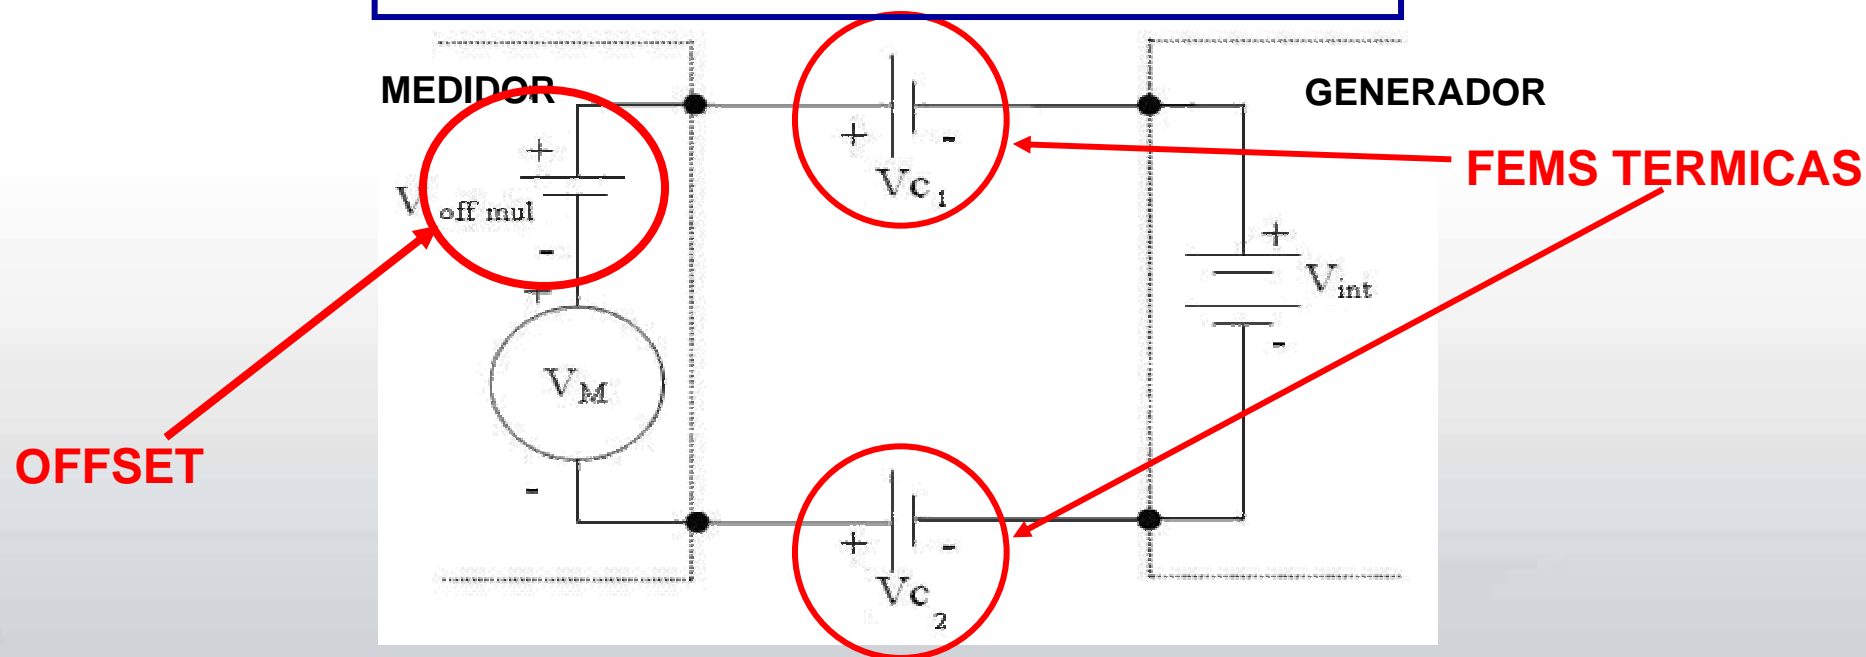 MEDIDOR
GENERADOR
+
+ -
V off mul
Vc1
FEMS TERMICAS
-
+
Vint
+
-
VM
OFFSET
-
+ -
Vc2